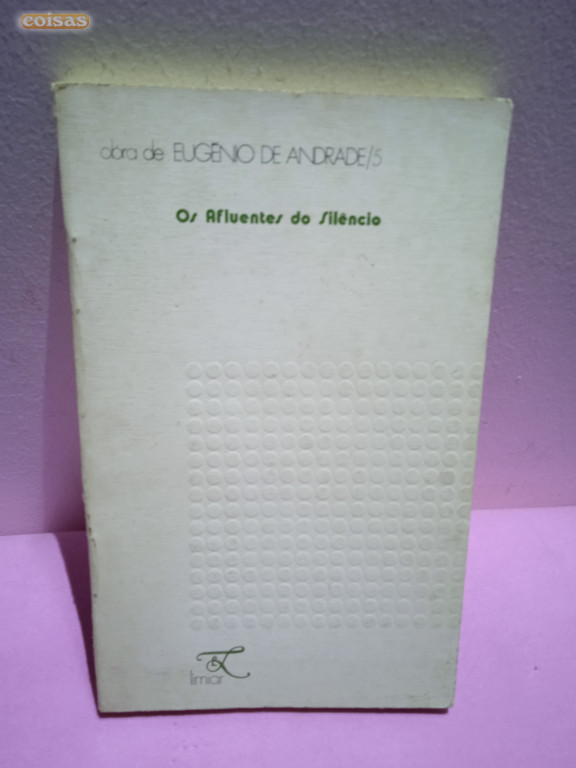 coisas
obra de EUGÉNIO DE ANDRADE/5
Os Afluentes do Silêncio
limiar